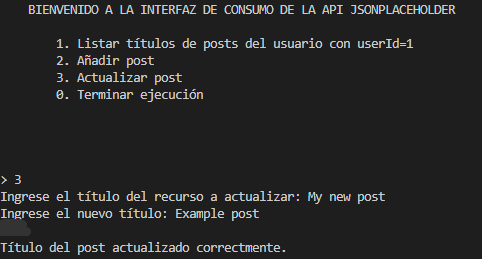 BIENVENIDO A LA INTERFAZ DE CONSUMO DE LA API JSONPLACEHOLDER
1. Listar títulos de posts del usuario con userId=1
2. Añadir post
3. Actualizar post
0. Terminar ejecución
> 3
Ingrese el título del recurso a actualizar: My new post
Ingrese el nuevo título: Example post
Título del post actualizado correctamente.